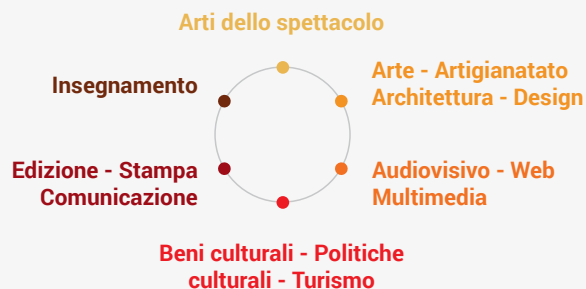 Arti dello spettacolo
Insegnamento
Arte - Artigianatato
Architettura - Design
Edizione - Stampa
Comunicazione
Audiovisivo - Web
Multimedia
Beni culturali - Politiche
culturali - Turismo